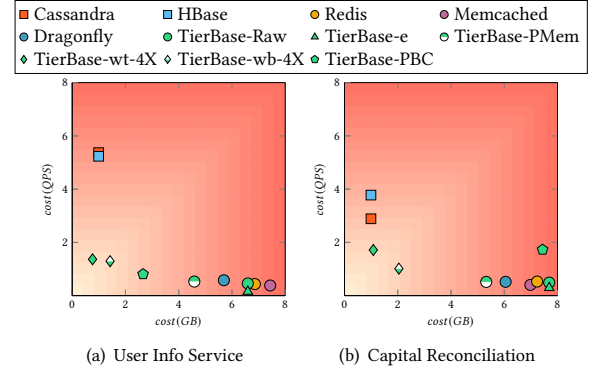 Cassandra HBase Redis Memcached
Dragonfly TierBase-Raw TierBase-e TierBase-PMem
TierBase-wt-4X TierBase-wb-4X TierBase-PBC
8
6
4
2
0 2 4 6 8
cost(QPS)
cost(GB)
(a) User Info Service
8
6
4
2
0 2 4 6 8
cost(QPS)
cost(GB)
(b) Capital Reconciliation